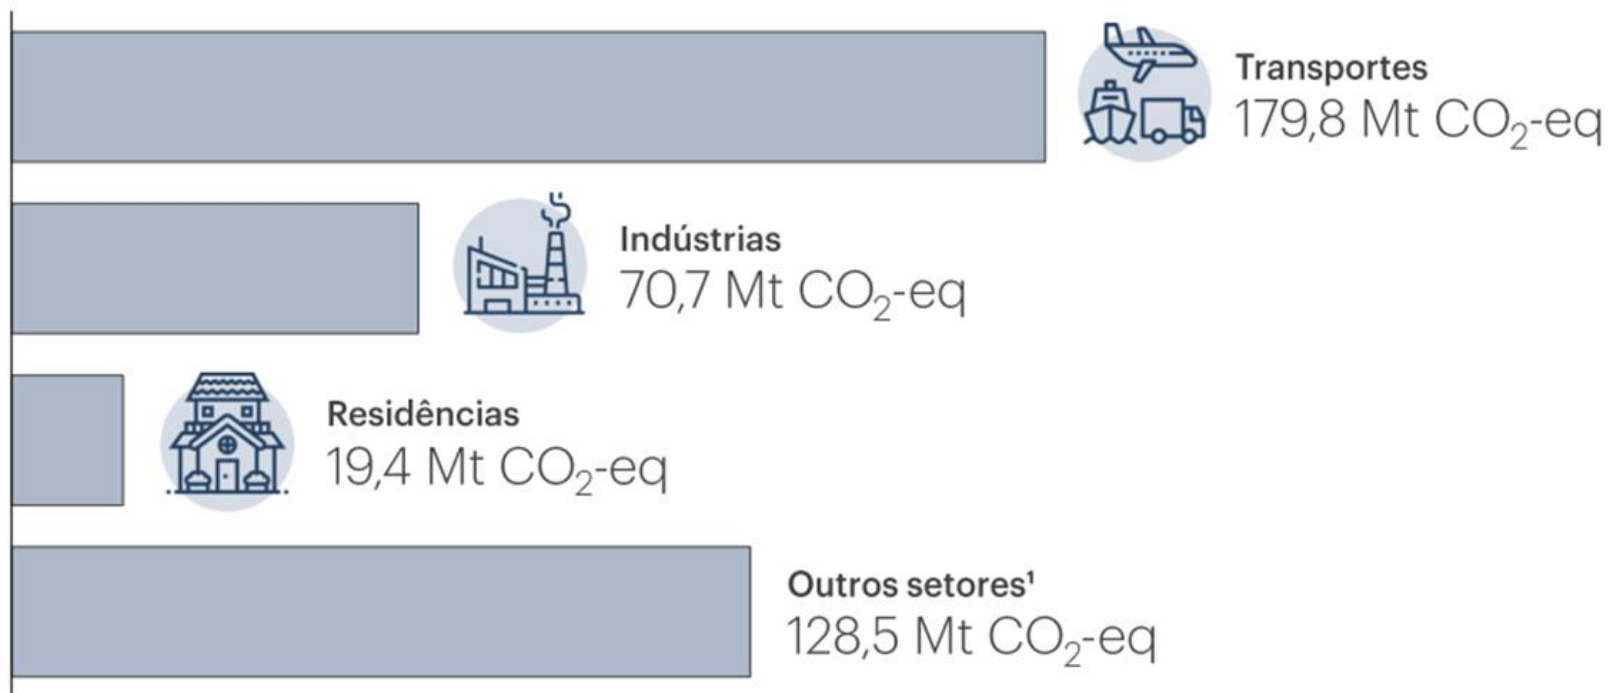 Transportes
179,8 Mt CO₂-eq
Indústrias
70,7 Mt CO₂-eq
Residências
19,4 Mt CO₂-eq
Outros setores¹
128,5 Mt CO₂-eq